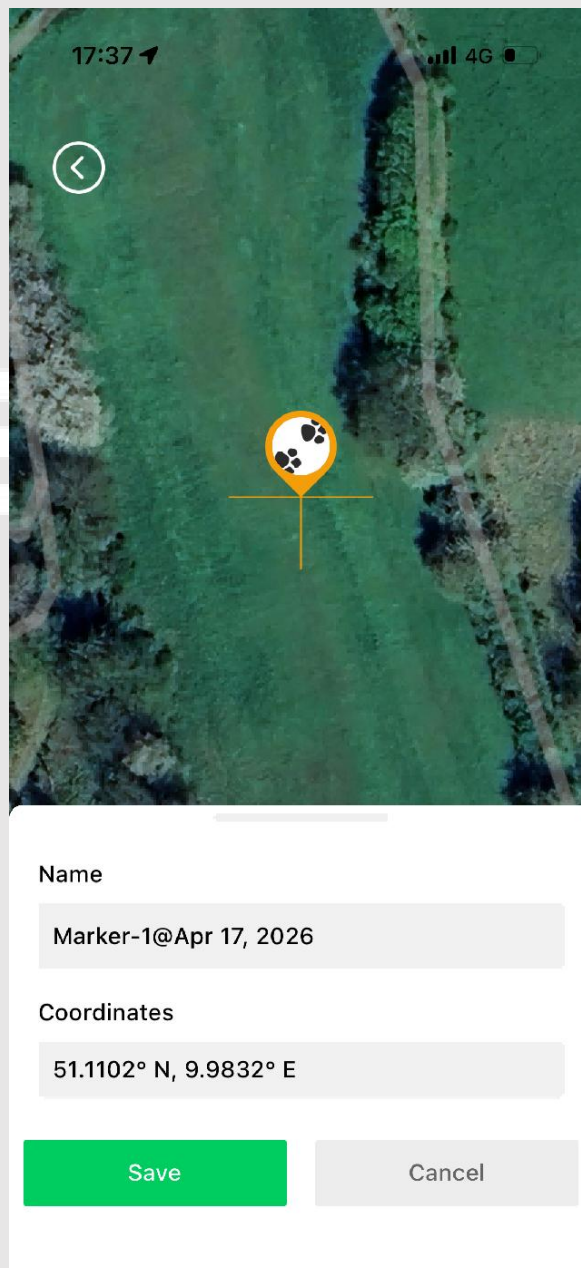 17:37 4G
Name
Marker-1@Apr 17, 2026
Coordinates
51.1102° N, 9.9832° E
Save Cancel